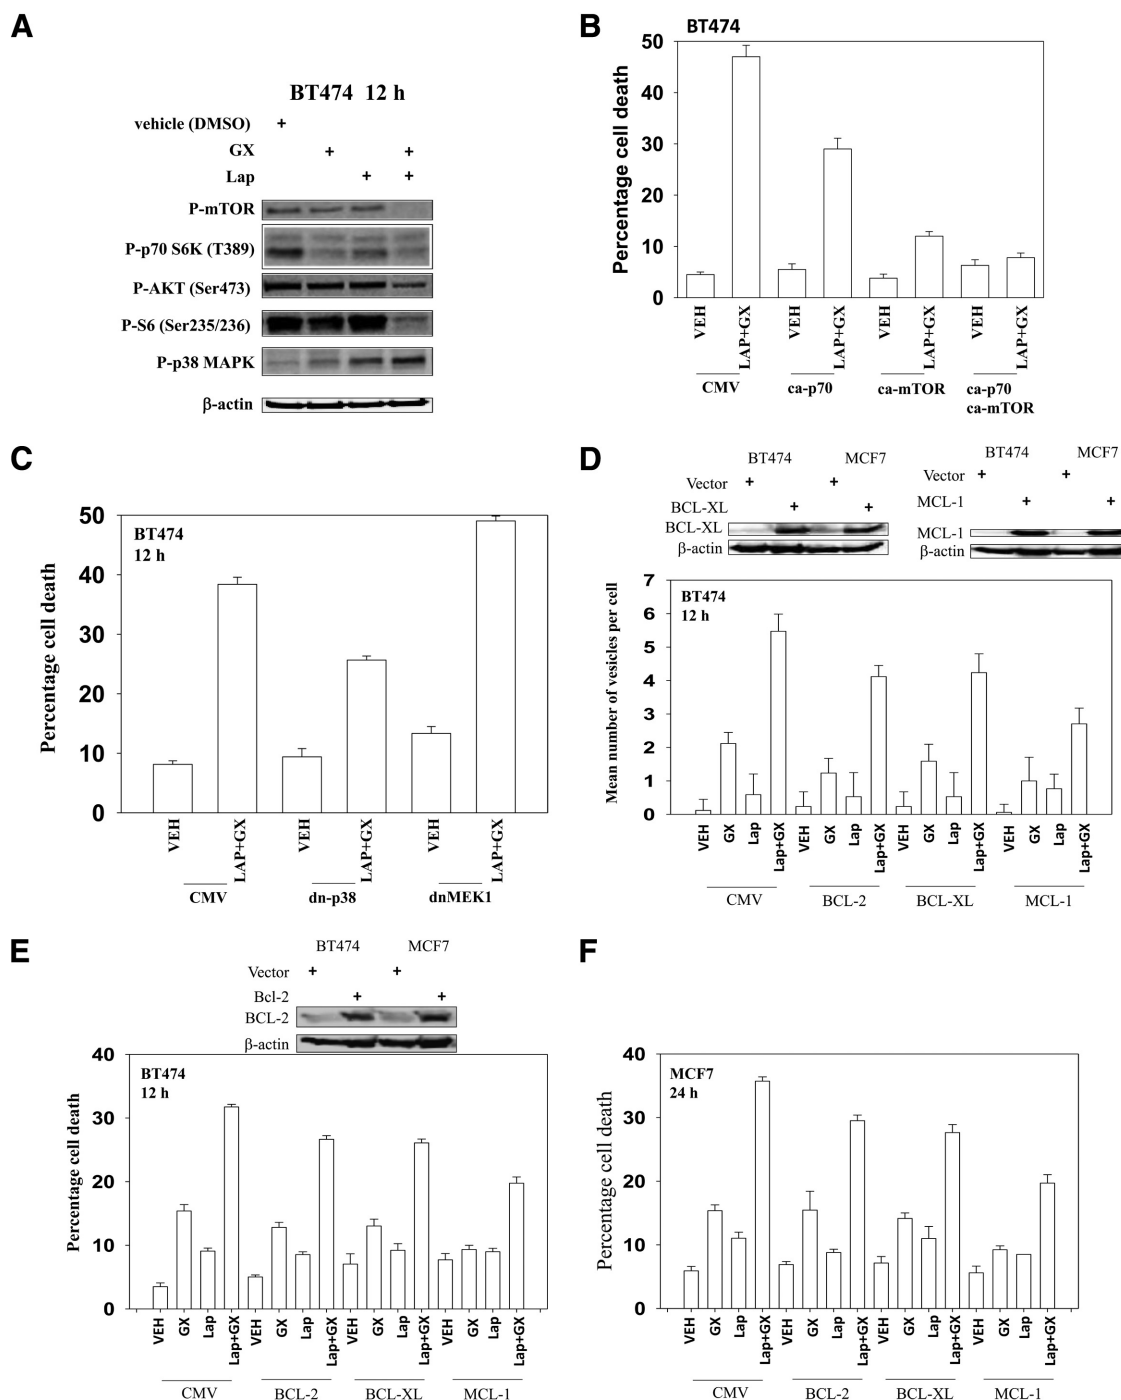 A
BT474 12 h
vehicle (DMSO) +
GX + +
Lap + +
P-mTOR
P-p70 S6K (T389)
P-AKT (Ser473)
P-S6 (Ser235/236)
P-p38 MAPK
β-actin
B
BT474
Percentage cell death
50
40
30
20
10
0
VEH LAP+GX VEH LAP+GX VEH LAP+GX VEH LAP+GX
CMV ca-p70 ca-mTOR ca-p70
ca-mTOR
C
BT474
12 h
Percentage cell death
50
40
30
20
10
0
VEH LAP+GX VEH LAP+GX VEH LAP+GX
CMV dn-p38 dnMEK1
D
BT474 MCF7
Vector + +
BCL-XL + +
BCL-XL
β-actin
BT474 MCF7
Vector + +
MCL-1 + +
MCL-1
β-actin
BT474
12 h
Mean number of vesicles per cell
7
6
5
4
3
2
1
0
VEH GX Lap Lap+GX VEH GX Lap Lap+GX VEH GX Lap Lap+GX VEH GX Lap Lap+GX
CMV BCL-2 BCL-XL MCL-1
E
BT474 MCF7
Vector + +
Bcl-2 + +
BCL-2
β-actin
BT474
12 h
Percentage cell death
40
30
20
10
0
VEH GX Lap Lap+GX VEH GX Lap Lap+GX VEH GX Lap Lap+GX VEH GX Lap Lap+GX
CMV BCL-2 BCL-XL MCL-1
F
MCF7
24 h
Percentage cell death
40
30
20
10
0
VEH GX Lap Lap+GX VEH GX Lap Lap+GX VEH GX Lap Lap+GX VEH GX Lap Lap+GX
CMV BCL-2 BCL-XL MCL-1